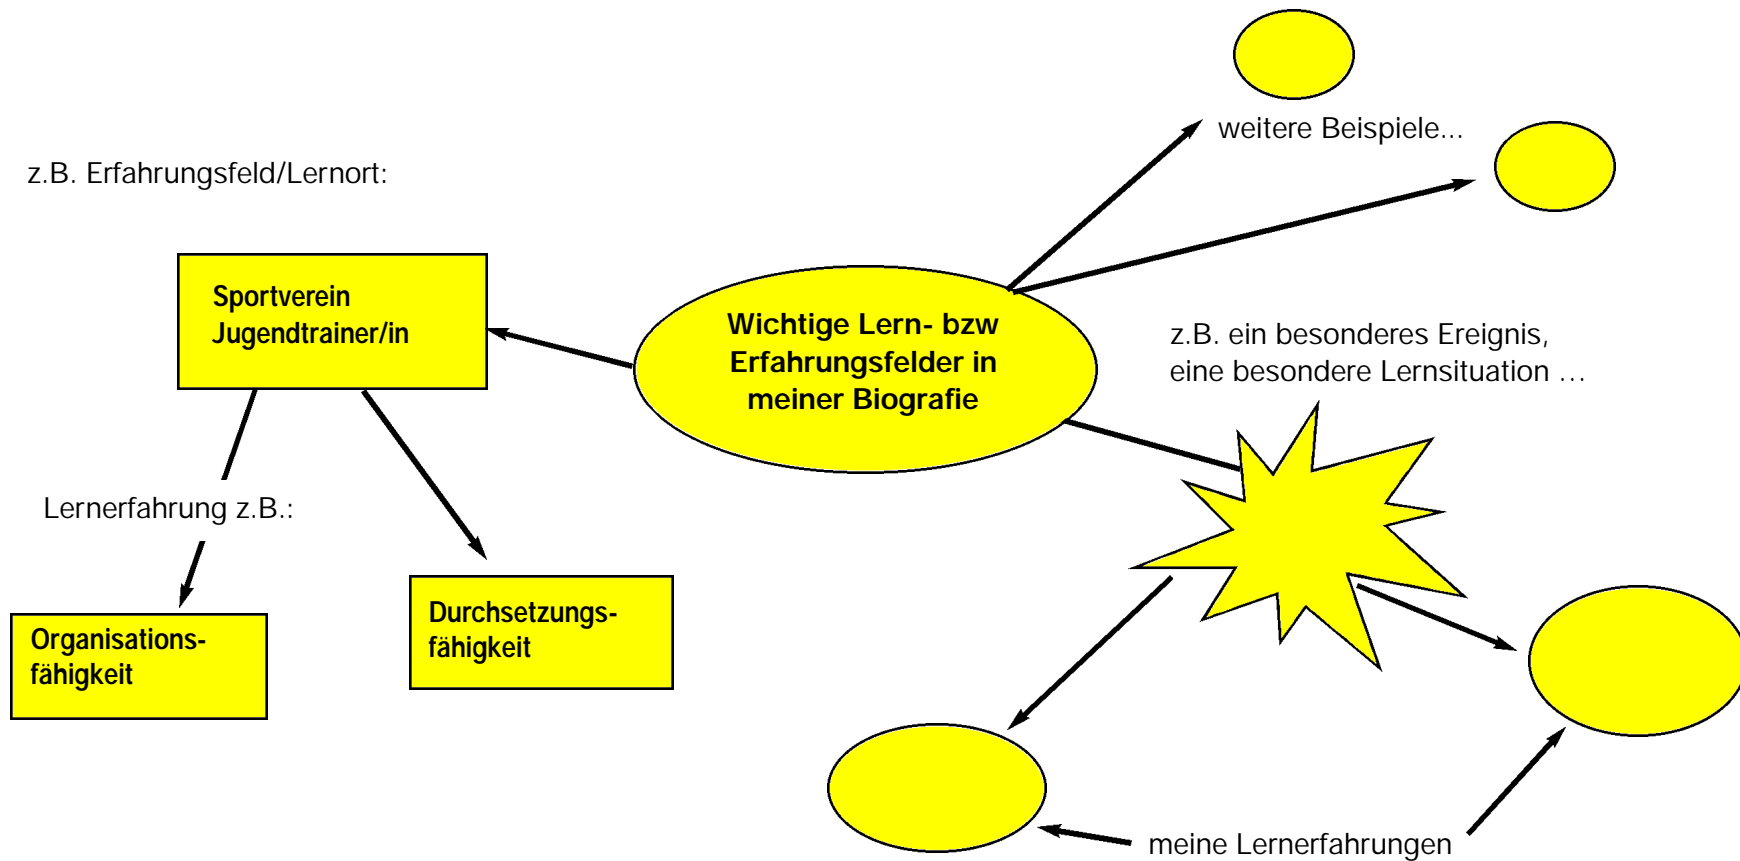 weitere Beispiele...
z.B. Erfahrungsfeld/Lernort:
Sportverein
Jugendtrainer/in
Wichtige Lern- bzw
Erfahrungsfelder in
meiner Biografie
z.B. ein besonderes Ereignis,
eine besondere Lernsituation ...
Lernerfahrung z.B.:
Organisations-
fähigkeit
Durchsetzungs-
fähigkeit
meine Lernerfahrungen